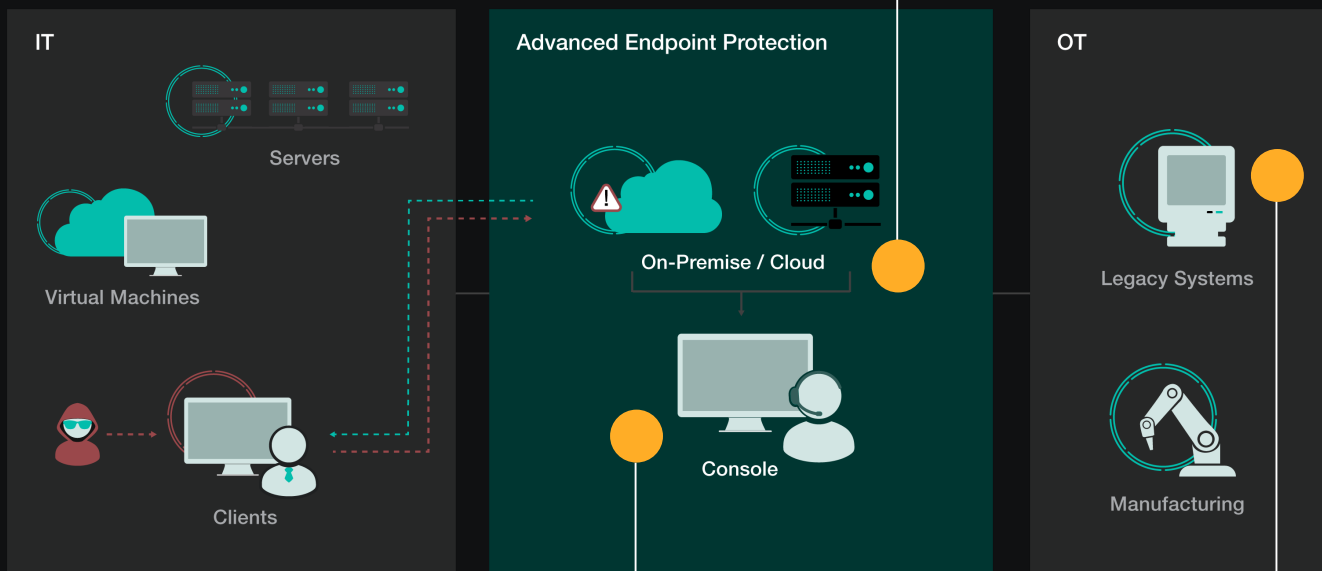 IT
Servers
Virtual Machines
Clients
Advanced Endpoint Protection
On-Premise / Cloud
Console
OT
Legacy Systems
Manufacturing